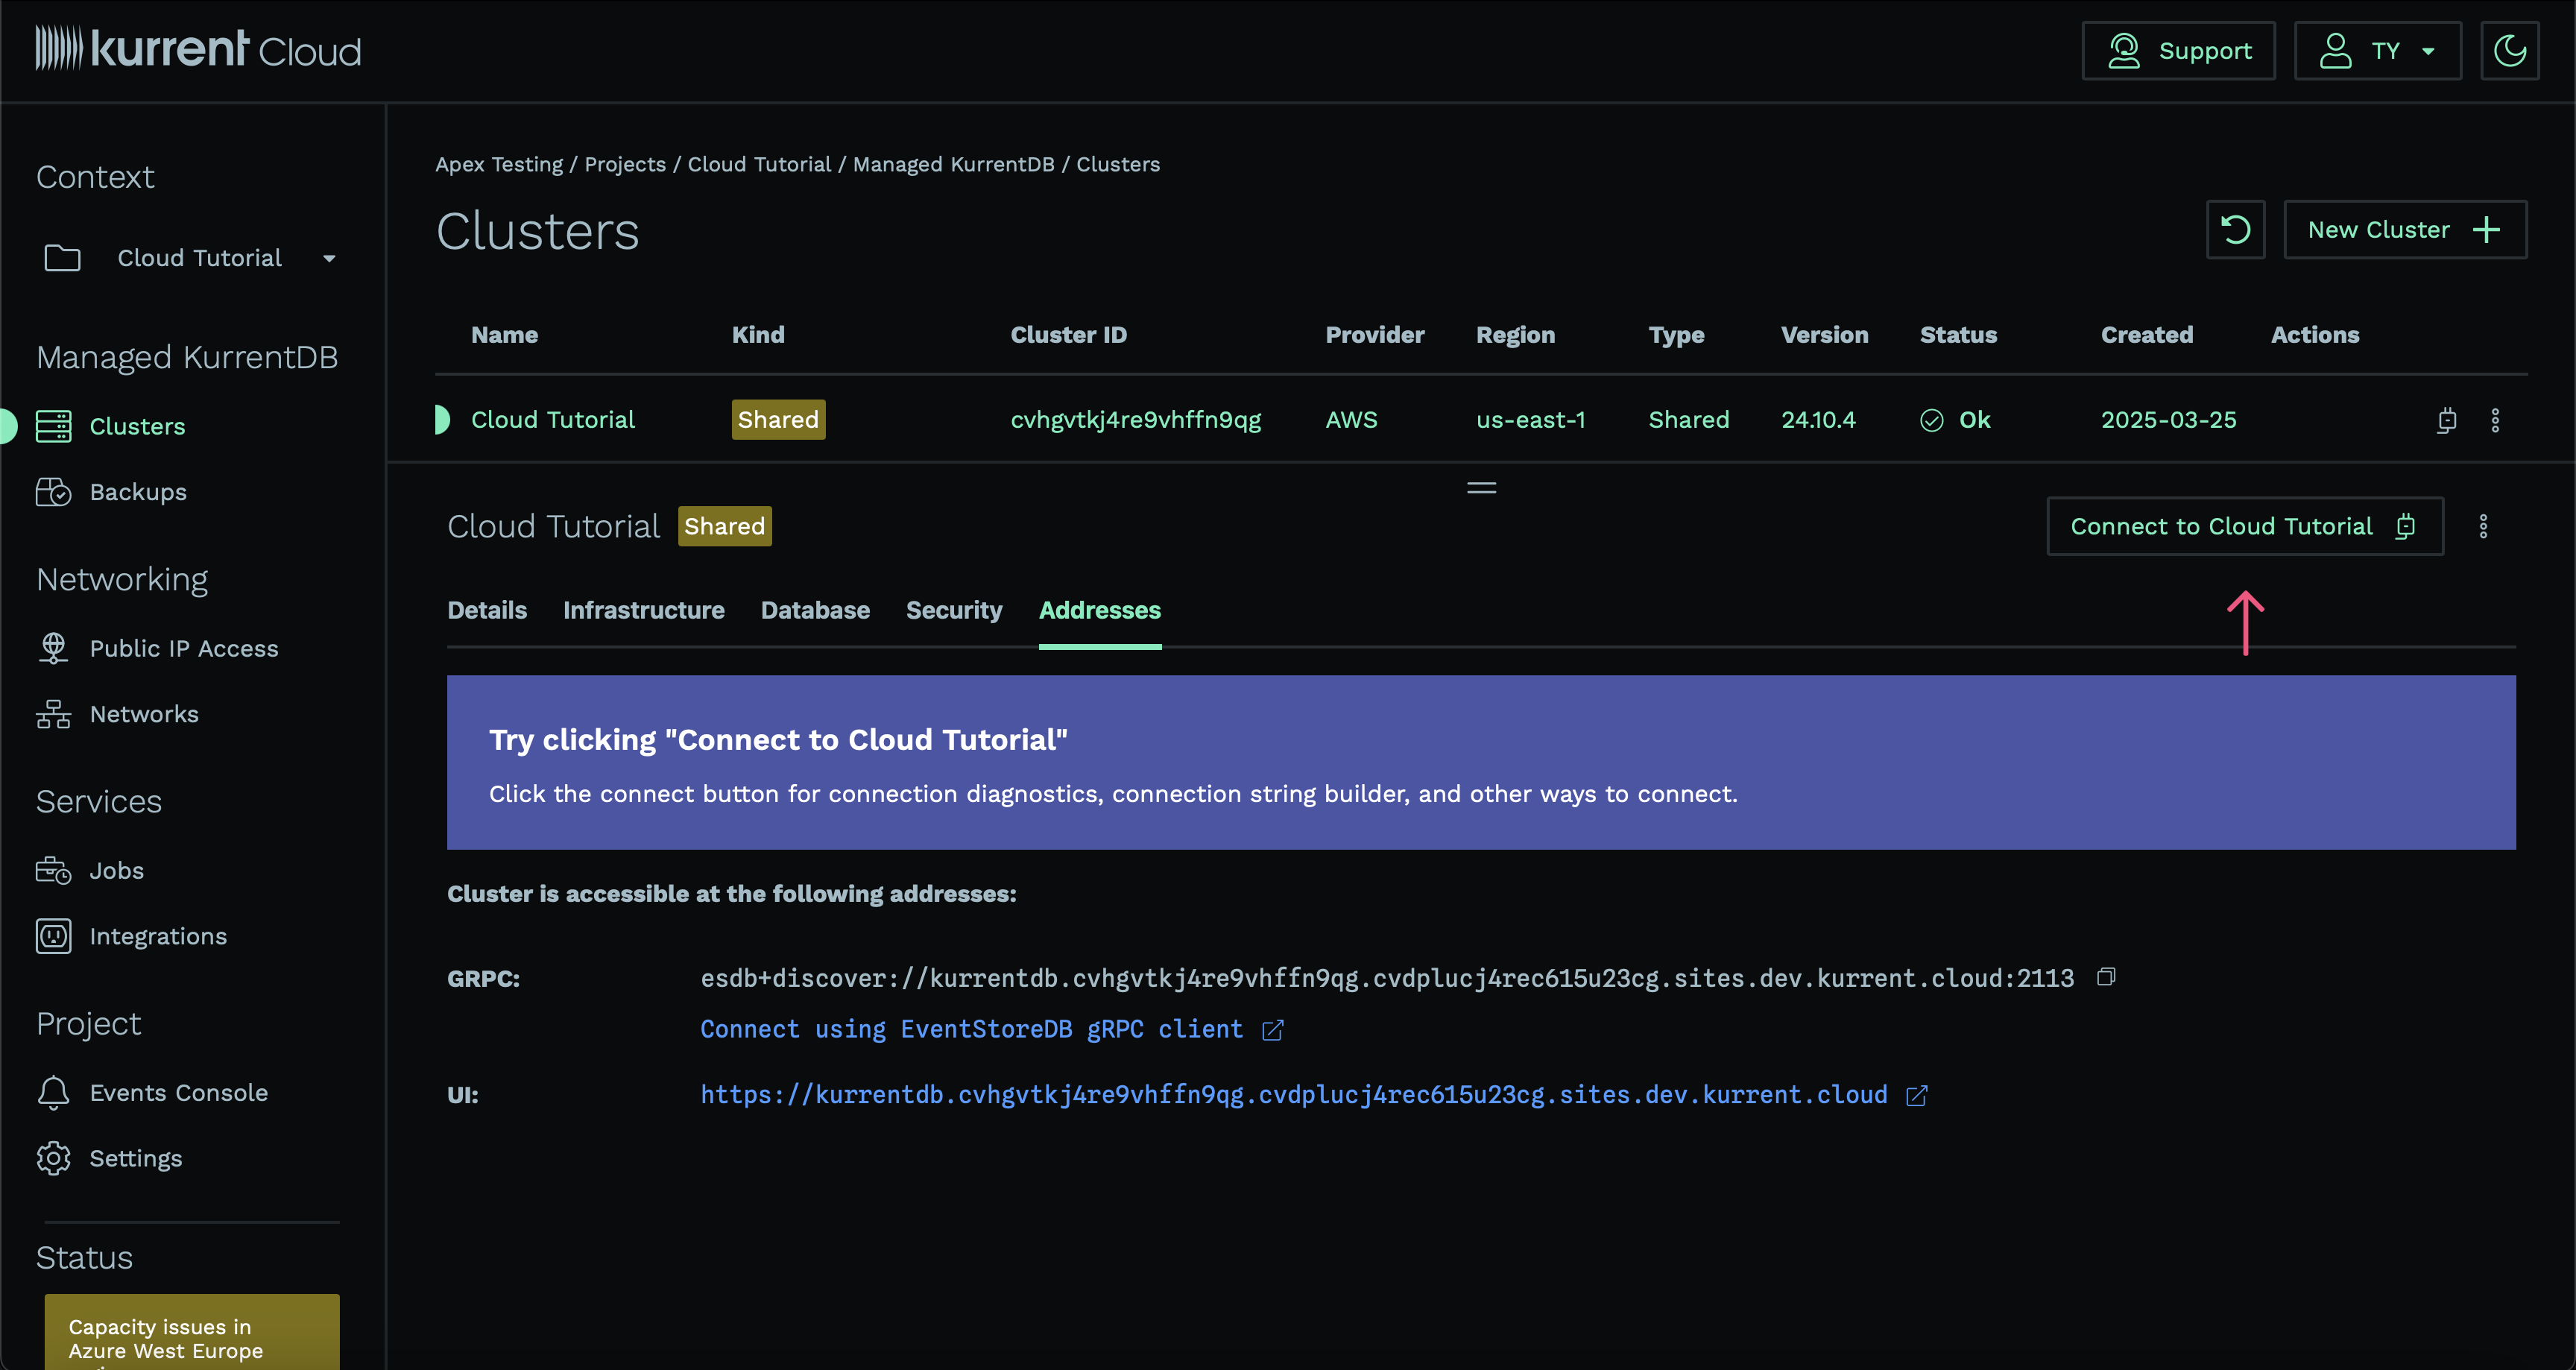 kurrent Cloud
Support
TY
Context
Cloud Tutorial
Managed KurrentDB
Clusters
Backups
Networking
Public IP Access
Networks
Services
Jobs
Integrations
Project
Events Console
Settings
Status
Capacity issues in
Azure West Europe
Apex Testing / Projects / Cloud Tutorial / Managed KurrentDB / Clusters
Clusters
New Cluster
Name Kind Cluster ID Provider Region Type Version Status Created Actions
Cloud Tutorial Shared cvhgvtkj4re9vhffn9qg AWS us-east-1 Shared 24.10.4 Ok 2025-03-25
Cloud Tutorial Shared
Connect to Cloud Tutorial
Details Infrastructure Database Security Addresses
Try clicking "Connect to Cloud Tutorial"
Click the connect button for connection diagnostics, connection string builder, and other ways to connect.
Cluster is accessible at the following addresses:
GRPC: esdb+discover://kurrentdb.cvhgvtkj4re9vhffn9qg.cvdplucj4rec615u23cg.sites.dev.kurrent.cloud:2113
Connect using EventStoreDB gRPC client
UI: https://kurrentdb.cvhgvtkj4re9vhffn9qg.cvdplucj4rec615u23cg.sites.dev.kurrent.cloud